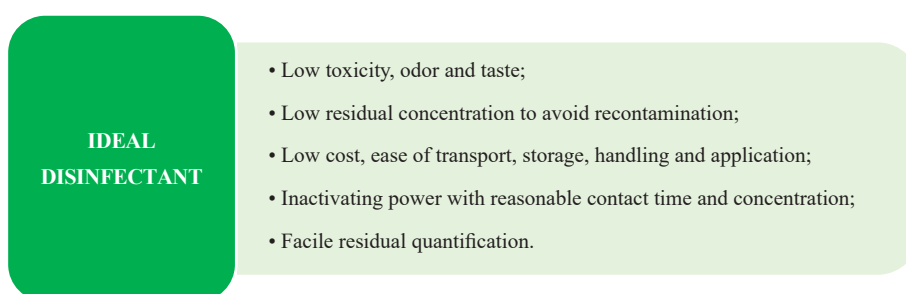 IDEAL
DISINFECTANT
• Low toxicity, odor and taste;
• Low residual concentration to avoid recontamination;
• Low cost, ease of transport, storage, handling and application;
• Inactivating power with reasonable contact time and concentration;
• Facile residual quantification.